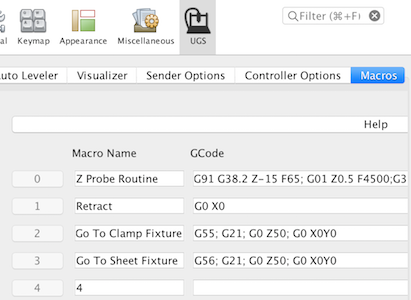 al Keymap Appearance Miscellaneous UGS Filter (⌘+F
uto Leveler Visualizer Sender Options Controller Options Macros
Help
Macro Name GCode
0 Z Probe Routine G91 G38.2 Z-15 F65; G01 Z0.5 F4500;G3
1 Retract G0 X0
2 Go To Clamp Fixture G55; G21; G0 Z50; G0 X0Y0
3 Go To Sheet Fixture G56; G21; G0 Z50; G0 X0Y0
4 4